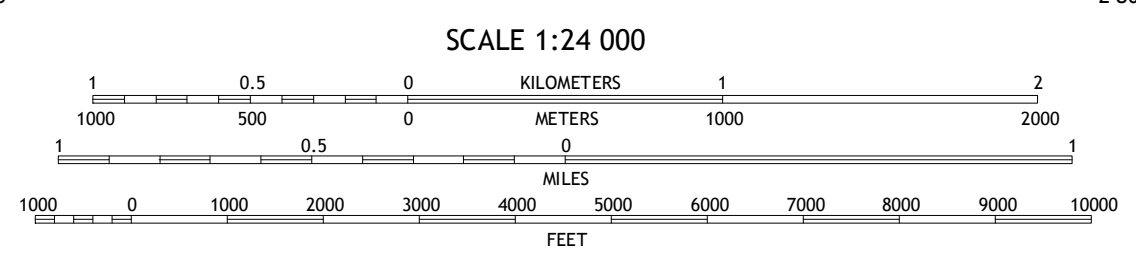 SCALE 1:24 000
1 0.5 0 KILOMETERS 1 2
1000 500 0 METERS 1000 2000
1 0.5 0 1
MILES
1000 0 1000 2000 3000 4000 5000 6000 7000 8000 9000 10000
FEET